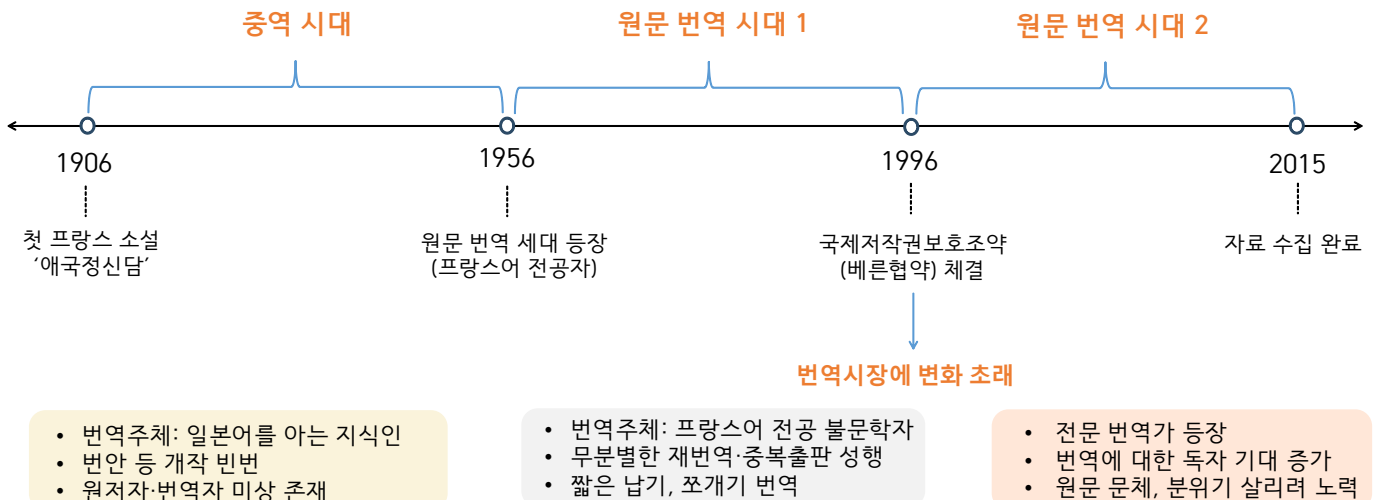 중역 시대
원문 번역 시대 1
원문 번역 시대 2
1906
1956
1996
2015
첫 프랑스 소설
‘애국정신담’
원문 번역 세대 등장
(프랑스어 전공자)
국제저작권보호조약
(베른협약) 체결
자료 수집 완료
번역시장에 변화 초래
• 번역주체: 일본어를 아는 지식인
• 번안 등 개작 빈번
• 원저자·번역자 미상 존재
• 번역주체: 프랑스어 전공 불문학자
• 무분별한 재번역·중복출판 성행
• 짧은 납기, 쪼개기 번역
• 전문 번역가 등장
• 번역에 대한 독자 기대 증가
• 원문 문체, 분위기 살리려 노력